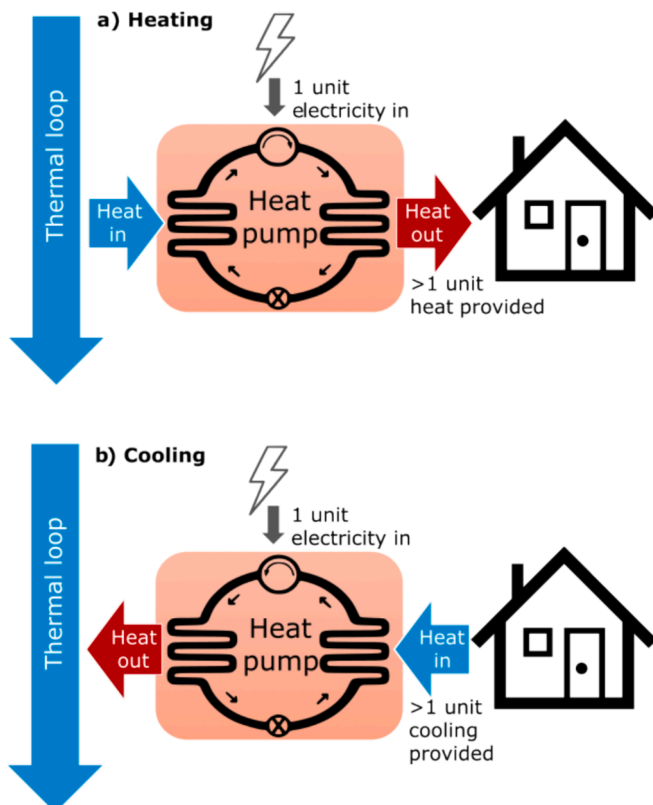 a) Heating
1 unit
electricity in
Thermal loop
Heat
in
Heat
pump
Heat
out
>1 unit
heat provided
b) Cooling
1 unit
electricity in
Thermal loop
Heat
out
Heat
pump
Heat
in
>1 unit
cooling
provided